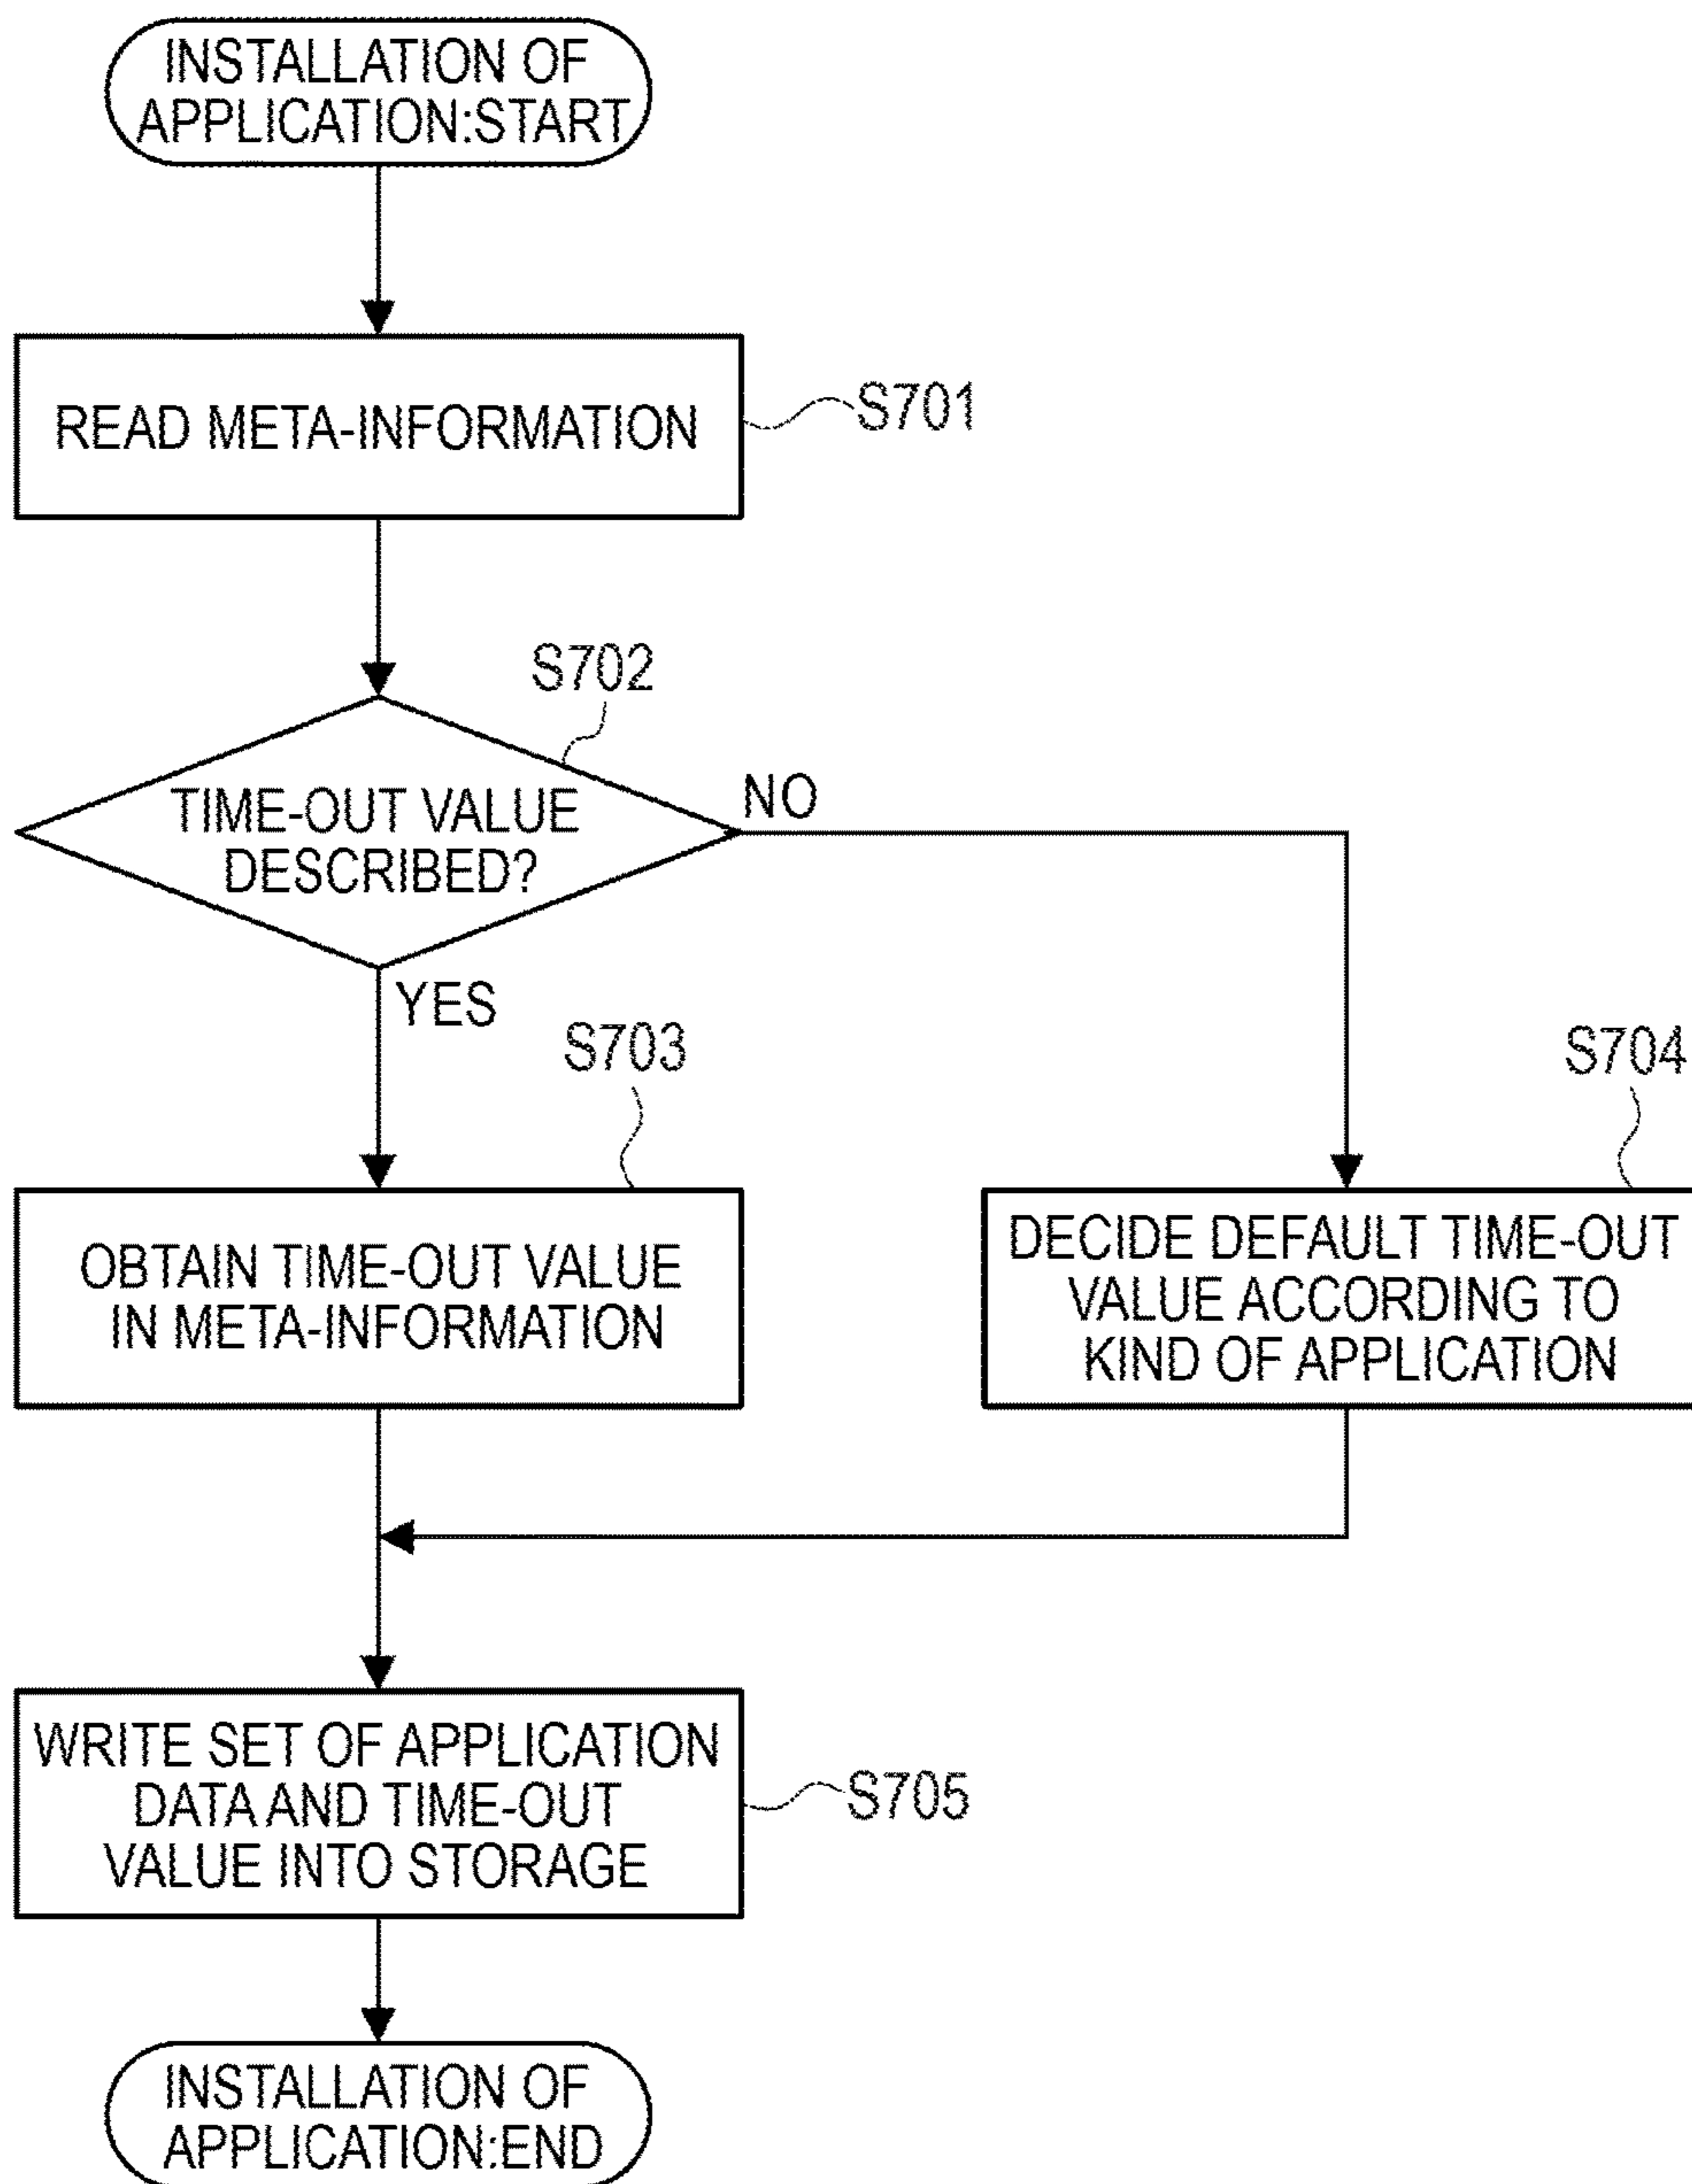 INSTALLATION OF
APPLICATION:START
READ META-INFORMATION
S701
S702
TIME-OUT VALUE
DESCRIBED?
NO
YES
S703
OBTAIN TIME-OUT VALUE
IN META-INFORMATION
S704
DECIDE DEFAULT TIME-OUT
VALUE ACCORDING TO
KIND OF APPLICATION
WRITE SET OF APPLICATION
DATA AND TIME-OUT
VALUE INTO STORAGE
S705
INSTALLATION OF
APPLICATION:END